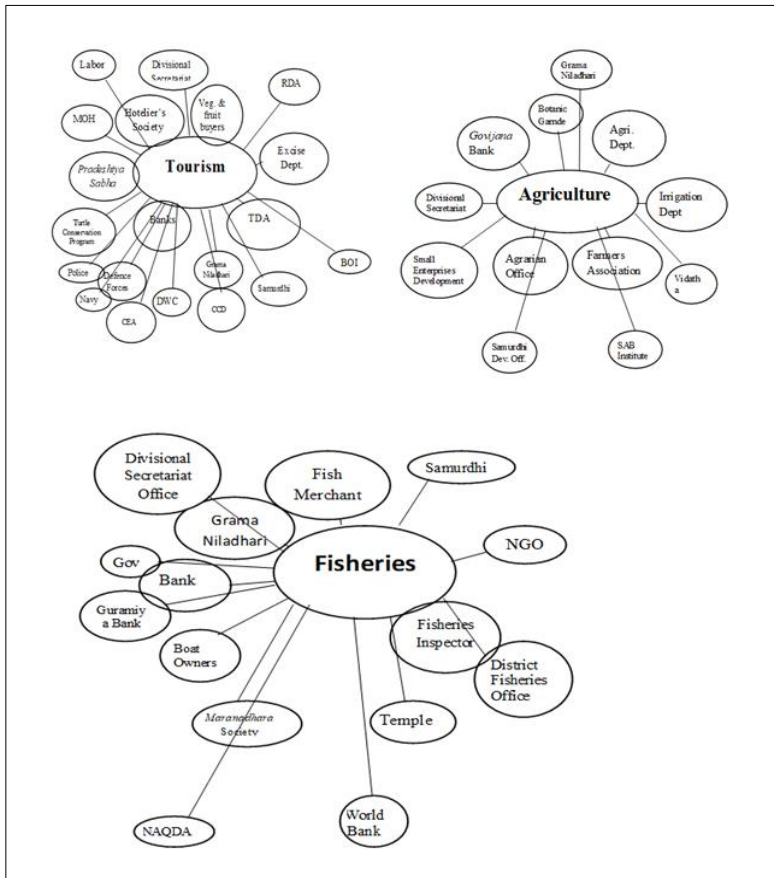 Labor
Divisional
Secretariat
RDA
MOH
Hotelier's
Society
Veg. &
fruit
buyers
Tourism
Excise
Dept.
Pradeshiya
Sabha
Turtle
Conservation
Program
Banks
TDA
Police
Defence
Forces
Grama
Niladhari
BOI
Navy
CEA
DWC
CCD
Samurdhi
Grama
Niladhari
Botanic
Garnde
Govijana
Bank
Agri.
Dept.
Agriculture
Divisional
Secretariat
Irrigation
Dept
Small
Enterprises
Development
Agrarian
Office
Farmers
Association
Vidatha
Samurdhi
Dev. Off.
SAB
Institute
Divisional
Secretariat
Office
Fish
Merchant
Samurdhi
Grama
Niladhari
Fisheries
NGO
Gov
Bank
Guramiy
a Bank
Boat
Owners
Fisheries
Inspector
District
Fisheries
Office
Maranadhara
Society
Temple
NAQDA
World
Bank